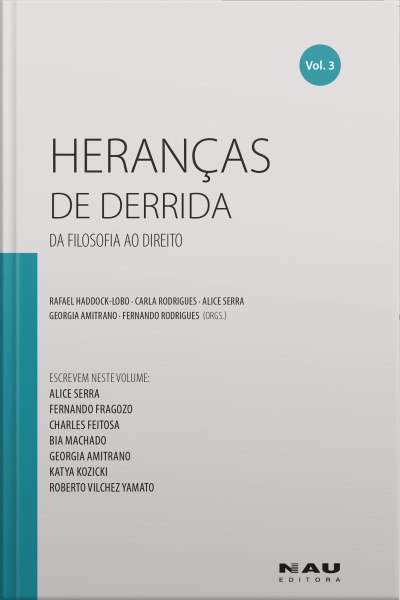 Vol. 3
HERANÇAS
DE DERRIDA
DA FILOSOFIA AO DIREITO
RAFAEL HADDOCK-LOBO · CARLA RODRIGUES · ALICE SERRA
GEORGIA AMITRANO · FERNANDO RODRIGUES (ORGS.)
ESCREVEM NESTE VOLUME:
ALICE SERRA
FERNANDO FRAGOZO
CHARLES FEITOSA
BIA MACHADO
GEORGIA AMITRANO
KATYA KOZICKI
ROBERTO VILCHEZ YAMATO
NAU
EDITORA